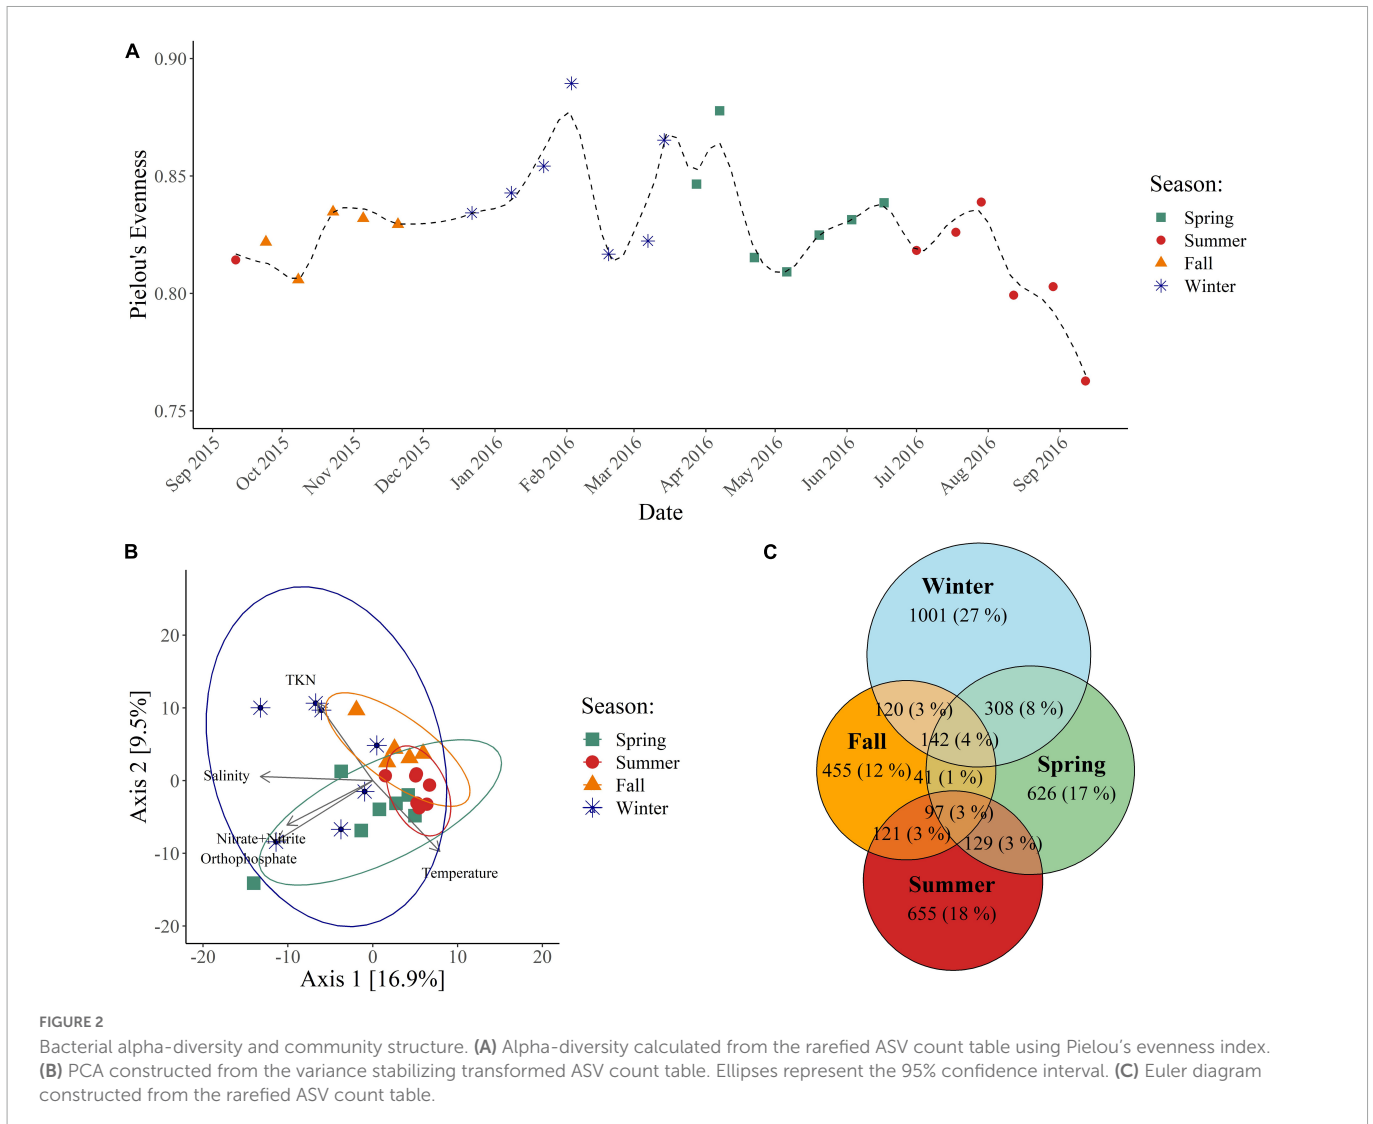 A
0.90
0.85
0.80
0.75
Pielou's Evenness
Sep 2015
Oct 2015
Nov 2015
Dec 2015
Jan 2016
Feb 2016
Mar 2016
Apr 2016
May 2016
Jun 2016
Jul 2016
Aug 2016
Sep 2016
Date
Season:
Spring
Summer
Fall
Winter
B
20
10
0
-10
-20
Axis 2 [9.5%]
TKN
Salinity
Nitrate+Nitrite
Orthophosphate
Temperature
-20
-10
0
10
20
Axis 1 [16.9%]
Season:
Spring
Summer
Fall
Winter
C
Winter
1001 (27 %)
120 (3 %)
308 (8 %)
142 (4 %)
Fall
455 (12 %)
41 (1 %)
Spring
626 (17 %)
97 (3 %)
121 (3 %)
129 (3 %)
Summer
655 (18 %)
FIGURE 2
Bacterial alpha-diversity and community structure. (A) Alpha-diversity calculated from the rarefied ASV count table using Pielou's evenness index.
(B) PCA constructed from the variance stabilizing transformed ASV count table. Ellipses represent the 95% confidence interval. (C) Euler diagram
constructed from the rarefied ASV count table.